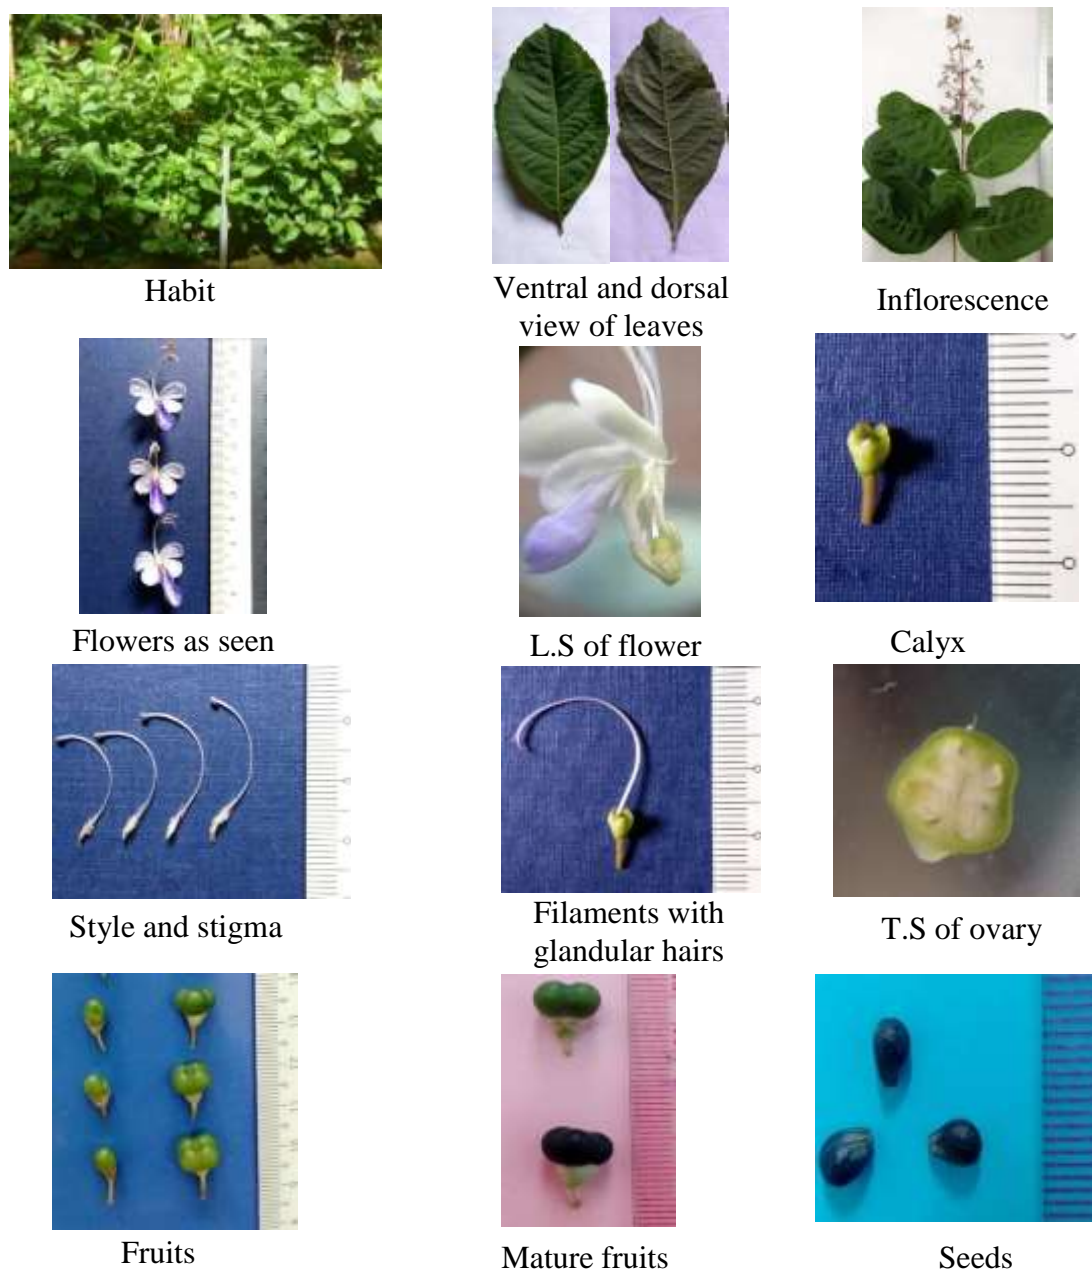 Habit
Ventral and dorsal
view of leaves
Inflorescence
Flowers as seen
L.S of flower
Calyx
Style and stigma
Filaments with
glandular hairs
T.S of ovary
Fruits
Mature fruits
Seeds